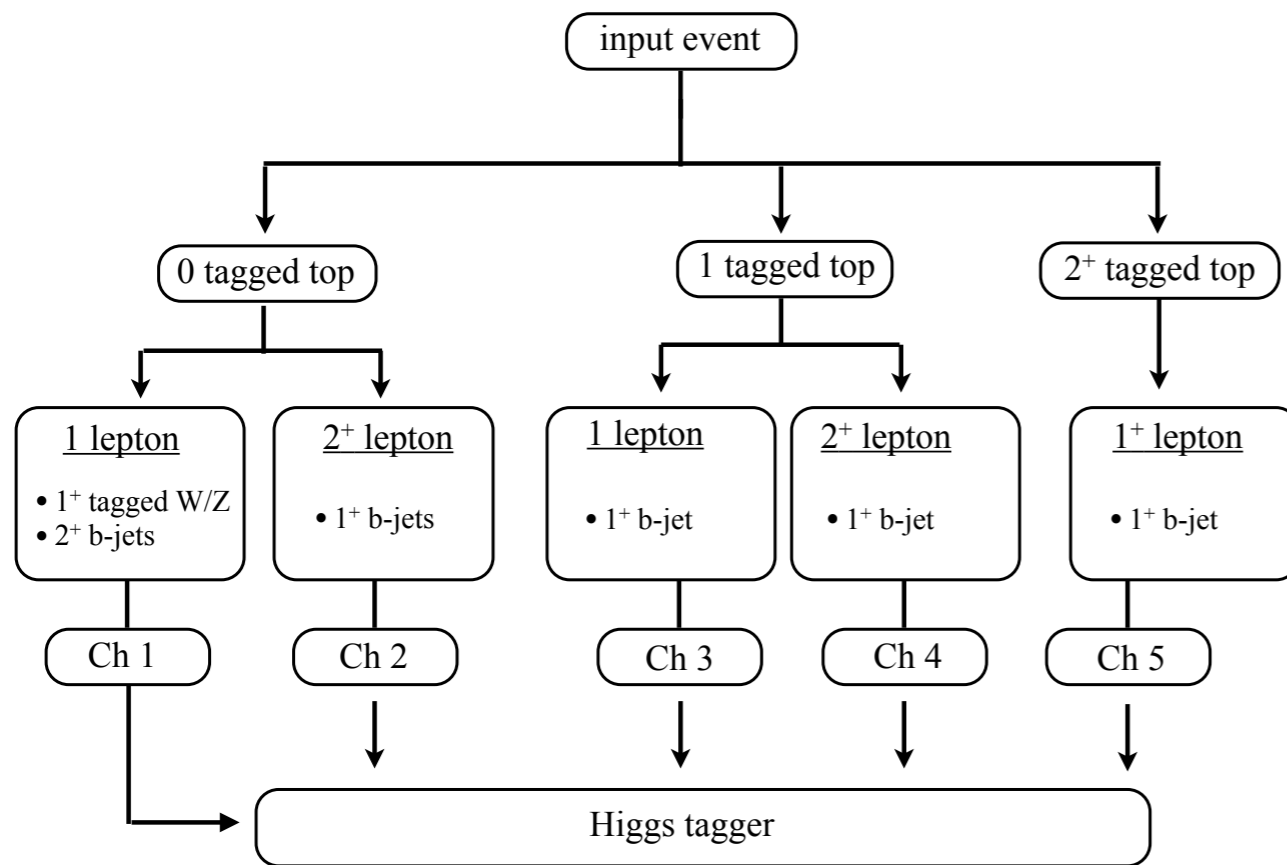 input event
0 tagged top
1 tagged top
2⁺ tagged top
1 lepton
• 1⁺ tagged W/Z
• 2⁺ b-jets
2⁺ lepton
• 1⁺ b-jets
1 lepton
• 1⁺ b-jet
2⁺ lepton
• 1⁺ b-jet
1⁺ lepton
• 1⁺ b-jet
Ch 1
Ch 2
Ch 3
Ch 4
Ch 5
Higgs tagger